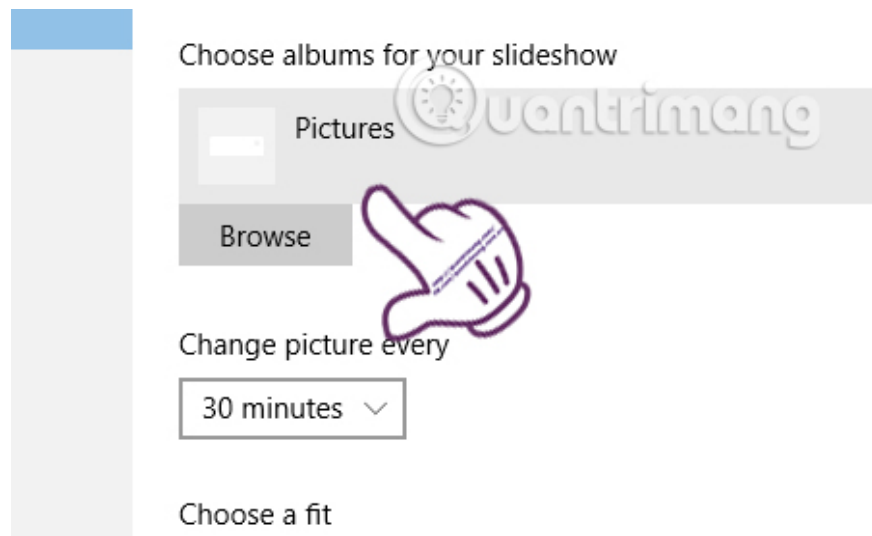 Choose albums for your slideshow
Quantrimang
Pictures
Browse
Change picture every
30 minutes
Choose a fit